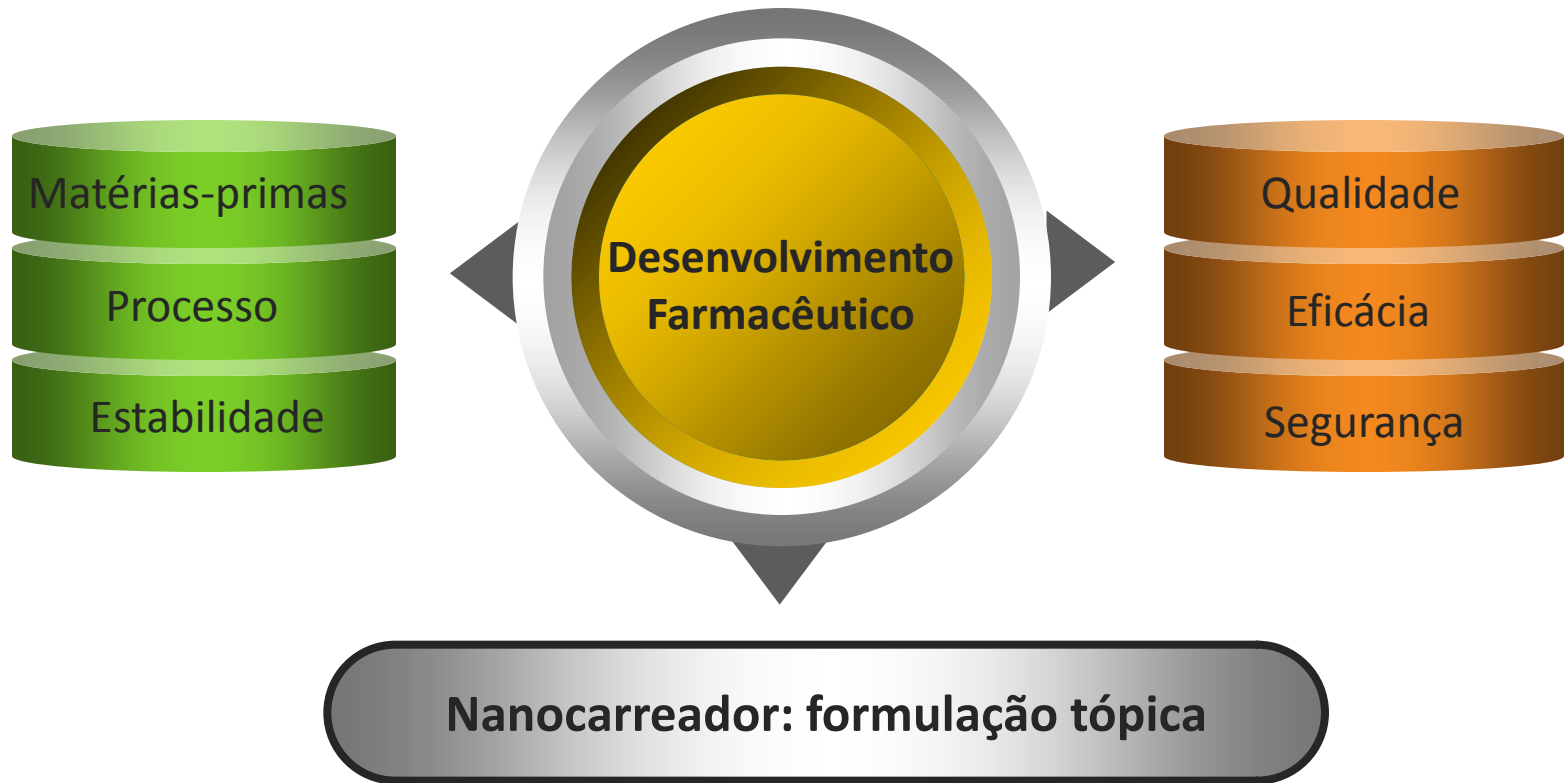 Matérias-primas
Processo
Estabilidade
Desenvolvimento
Farmacêutico
Qualidade
Eficácia
Segurança
Nanocarreador: formulação tópica